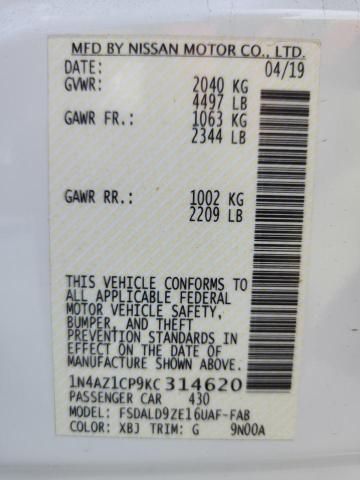 MFD BY NISSAN MOTOR CO., LTD.
DATE: 04/19
GVWR: 2040 KG
4497 LB
GAWR FR.: 1063 KG
2344 LB
GAWR RR.: 1002 KG
2209 LB
THIS VEHICLE CONFORMS TO
ALL APPLICABLE FEDERAL
MOTOR VEHICLE SAFETY,
BUMPER, AND THEFT
PREVENTION STANDARDS
IN EFFECT ON THE DATE OF
MANUFACTURE SHOWN ABOVE.
1N4AZ1CP9KC314620
PASSENGER CAR 430
MODEL: FSDALD9ZE16UAF-FAB
COLOR: XBJ TRIM: G 9N00A